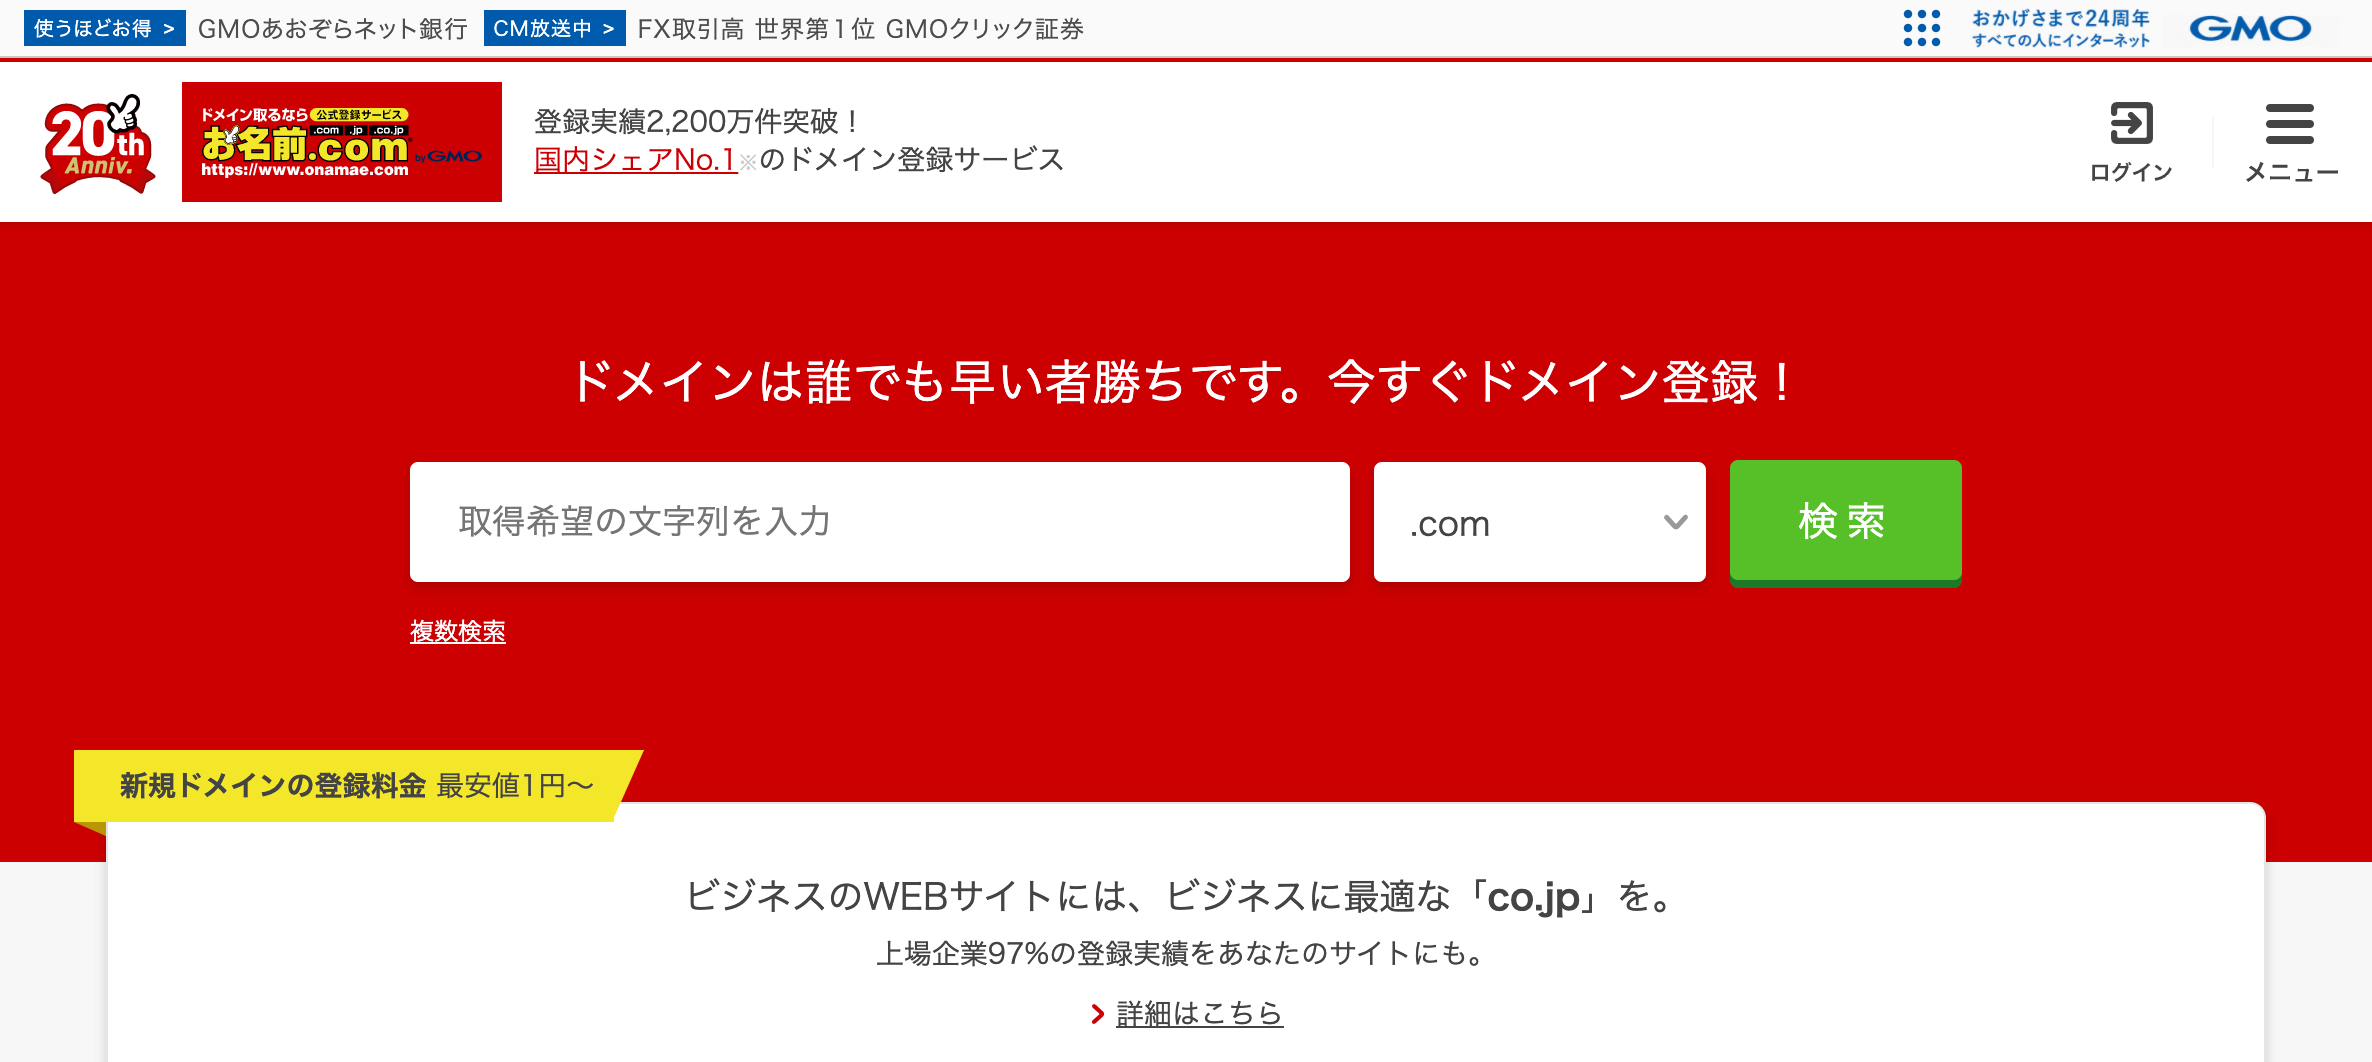 使うほどお得 > GMOあおぞらネット銀行 CM放送中 > FX取引高 世界第1位 GMOクリック証券
おかげさまで24周年
すべての人にインターネット
GMO
20th
Anniv.
ドメイン取るなら 公式登録サービス
お名前.com .com .jp .co.jp by GMO
https://www.onamae.com
登録実績2,200万件突破！
国内シェアNo.1※のドメイン登録サービス
ログイン
メニュー
ドメインは誰でも早い者勝ちです。今すぐドメイン登録！
取得希望の文字列を入力
.com
検索
複数検索
新規ドメインの登録料金 最安値1円〜
ビジネスのWEBサイトには、ビジネスに最適な「co.jp」を。
上場企業97%の登録実績をあなたのサイトにも。
詳細はこちら